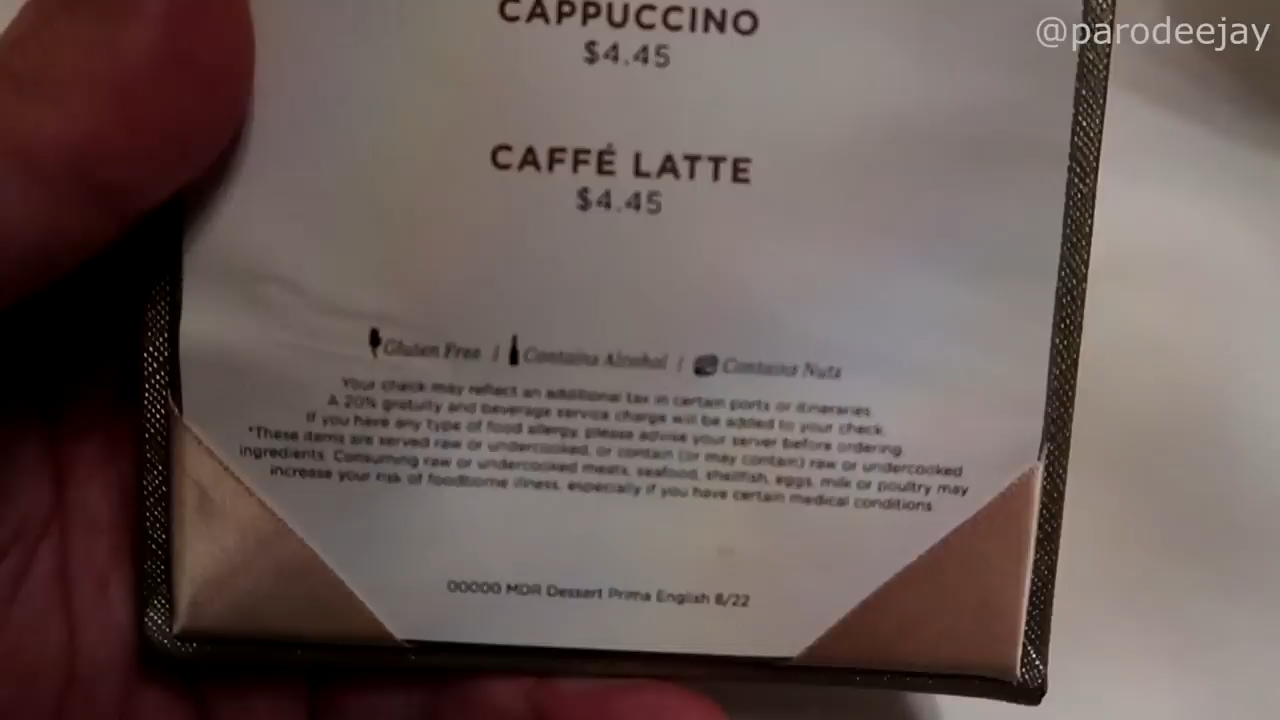 @parodeejay
CAPPUCCINO
$4.45
CAFFÉ LATTE
$4.45
Gluten Free | Contains Alcohol | Contains Nuts
Your check may reflect an additional tax in certain ports or itineraries.
A 20% gratuity and beverage service charge will be added to your check.
If you have any type of food allergy, please advise your server before ordering.
*These items are served raw or undercooked, or contain (or may contain) raw or undercooked
ingredients. Consuming raw or undercooked meats, seafood, shellfish, eggs, milk or poultry may
increase your risk of foodborne illness, especially if you have certain medical conditions.
00000 MDR Dessert Prima English 8/22